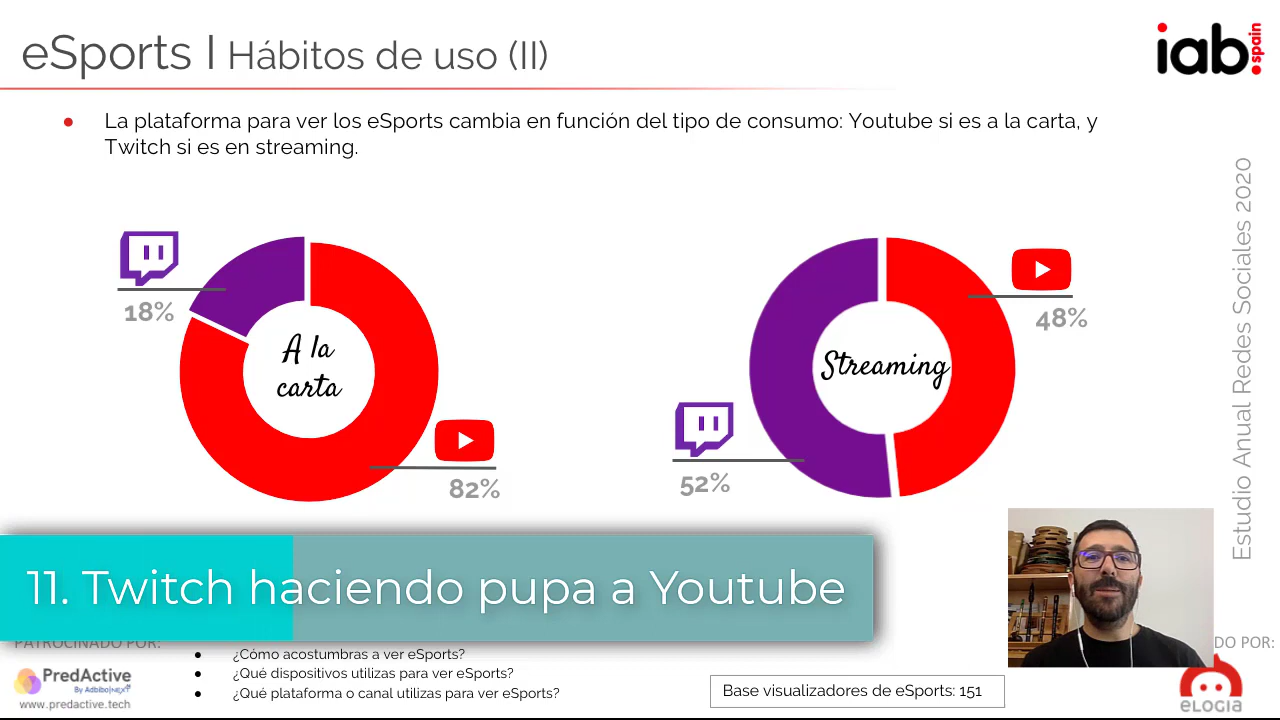 eSports I Hábitos de uso (II)
iab
spain
La plataforma para ver los eSports cambia en función del tipo de consumo: Youtube si es a la carta, y
Twitch si es en streaming.
Estudio Anual Redes Sociales 2020
18%
A la
carta
82%
48%
Streaming
52%
11. Twitch haciendo pupa a Youtube
PATROCINADO POR:
DO POR:
¿Cómo acostumbras a ver eSports?
¿Qué dispositivos utilizas para ver eSports?
¿Qué plataforma o canal utilizas para ver eSports?
PredActive
By Adbibo|NEXT
www.predactive.tech
Base visualizadores de eSports: 151
eLOGIA